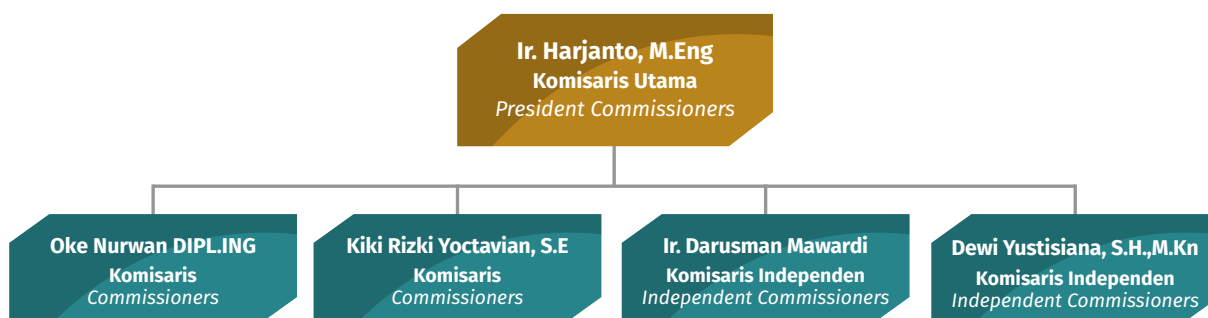 Ir. Harjanto, M.Eng
Komisaris Utama
President Commissioners
Oke Nurwan DIPL.ING
Komisaris
Commissioners
Kiki Rizki Yoctavian, S.E
Komisaris
Commissioners
Ir. Darusman Mawardi
Komisaris Independen
Independent Commissioners
Dewi Yustisiana, S.H.,M.Kn
Komisaris Independen
Independent Commissioners